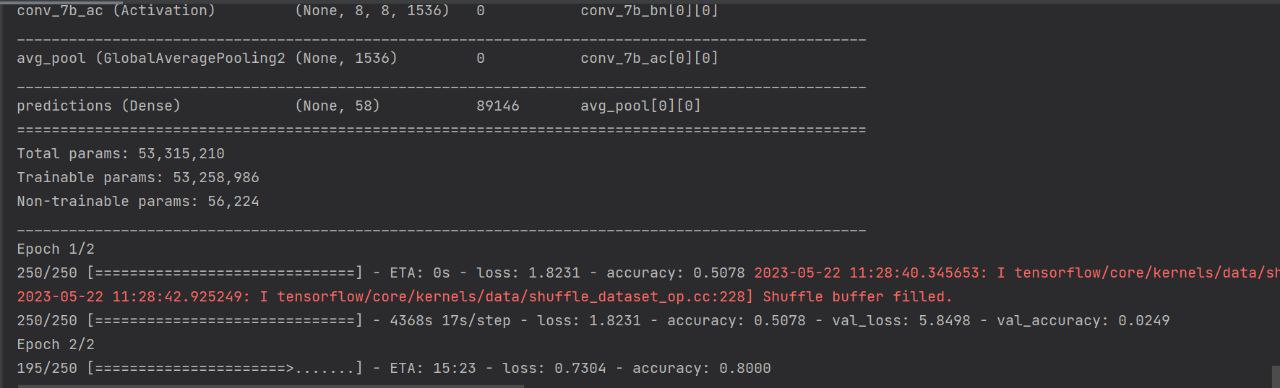 conv_7b_ac (Activation) (None, 8, 8, 1536) 0 conv_7b_bn[0][0]
__________________________________________________________________________________________________
avg_pool (GlobalAveragePooling2 (None, 1536) 0 conv_7b_ac[0][0]
__________________________________________________________________________________________________
predictions (Dense) (None, 58) 89146 avg_pool[0][0]
==================================================================================================
Total params: 53,315,210
Trainable params: 53,258,986
Non-trainable params: 56,224
__________________________________________________________________________________________________
Epoch 1/2
250/250 [==============================] - ETA: 0s - loss: 1.8231 - accuracy: 0.5078 2023-05-22 11:28:40.345653: I tensorflow/core/kernels/data/sh
2023-05-22 11:28:42.925249: I tensorflow/core/kernels/data/shuffle_dataset_op.cc:228] Shuffle buffer filled.
250/250 [==============================] - 4368s 17s/step - loss: 1.8231 - accuracy: 0.5078 - val_loss: 5.8498 - val_accuracy: 0.0249
Epoch 2/2
195/250 [======================>.......] - ETA: 15:23 - loss: 0.7304 - accuracy: 0.8000